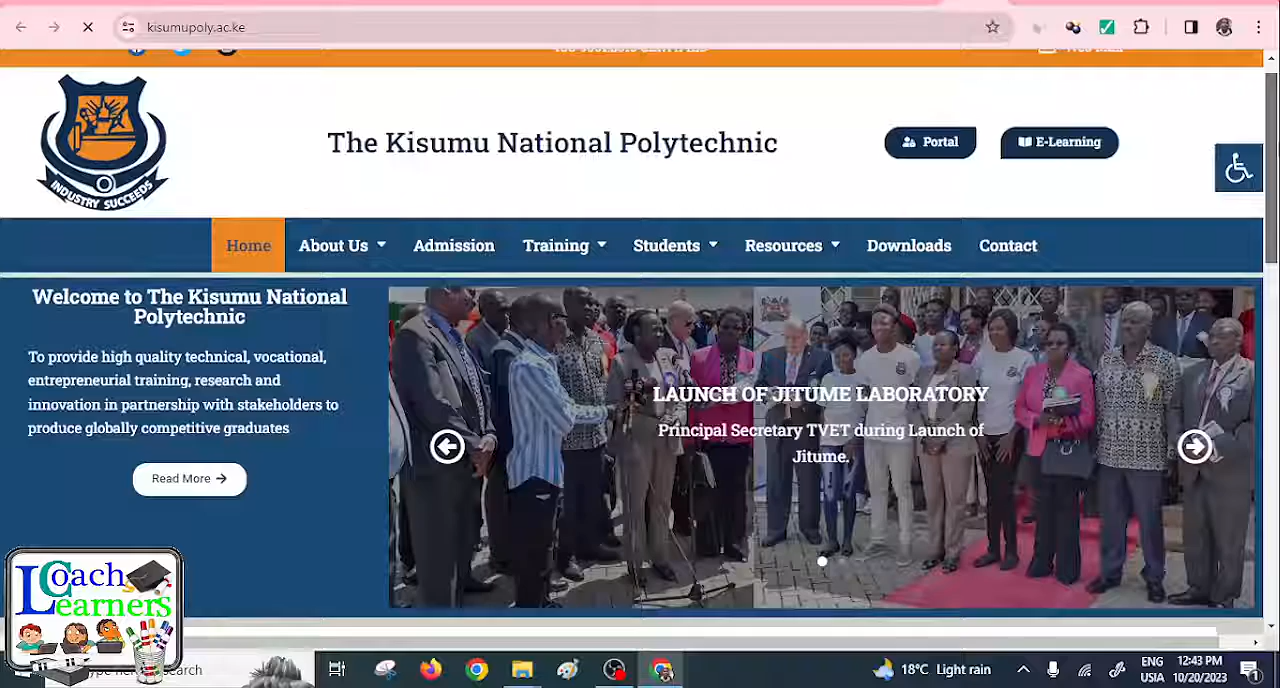 kisumupoly.ac.ke
INDUSTRY SUCCEEDS
The Kisumu National Polytechnic
Portal
E-Learning
Home
About Us
Admission
Training
Students
Resources
Downloads
Contact
Welcome to The Kisumu National
Polytechnic
To provide high quality technical, vocational,
entrepreneurial training, research and
innovation in partnership with stakeholders to
produce globally competitive graduates
Read More
LAUNCH OF JITUME LABORATORY
Principal Secretary TVET during Launch of
Jitume.
Coach
Learners
18°C Light rain
ENG
USIA
12:43 PM
10/20/2023
1